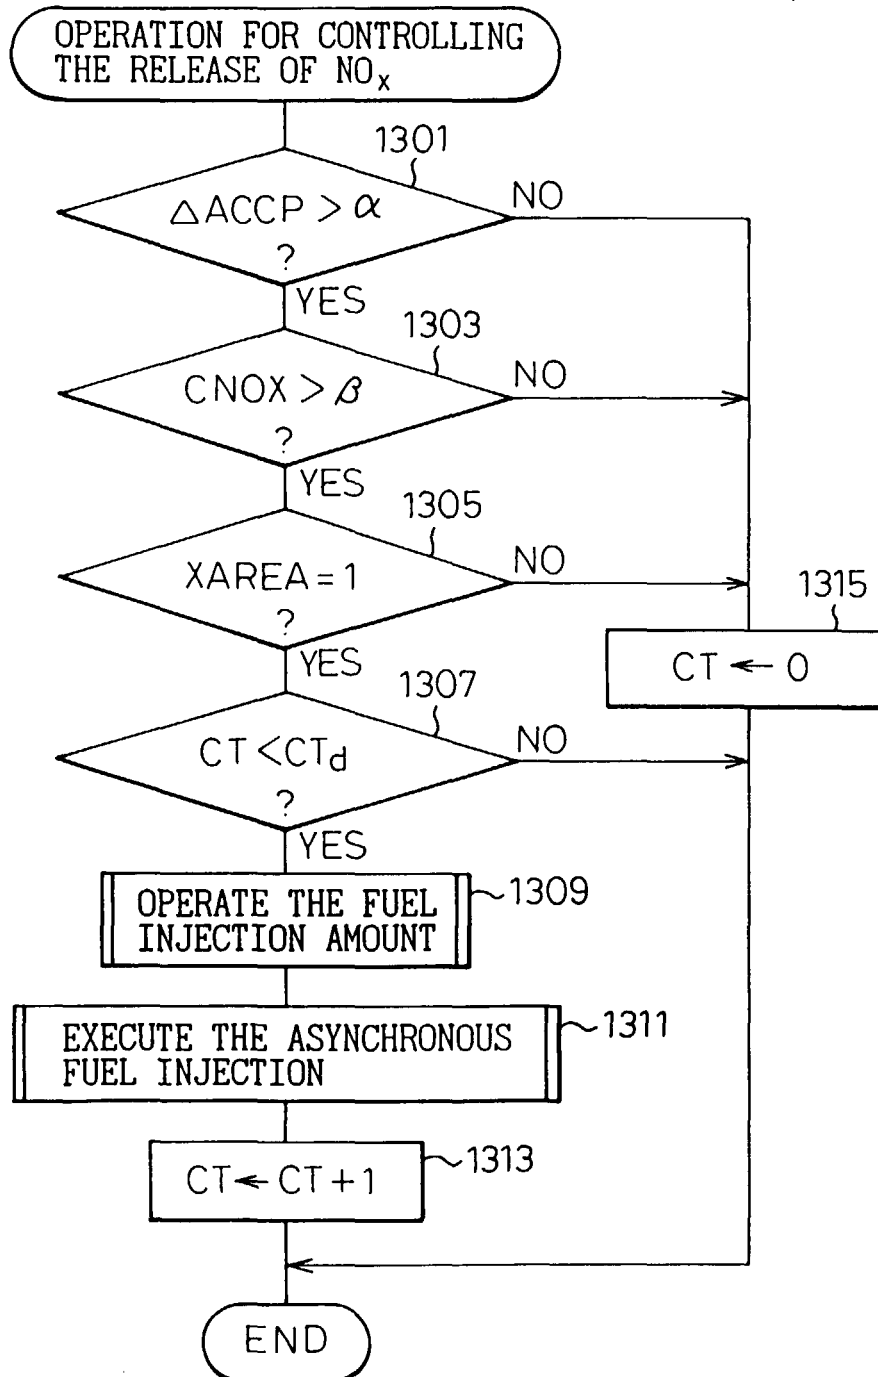 OPERATION FOR CONTROLLING
THE RELEASE OF NOx
1301
△ACCP > α
?
NO
YES
1303
CNOX > β
?
NO
YES
1305
XAREA = 1
?
NO
YES
1315
CT ← 0
1307
CT < CTd
?
NO
YES
1309
OPERATE THE FUEL
INJECTION AMOUNT
1311
EXECUTE THE ASYNCHRONOUS
FUEL INJECTION
1313
CT ← CT + 1
END